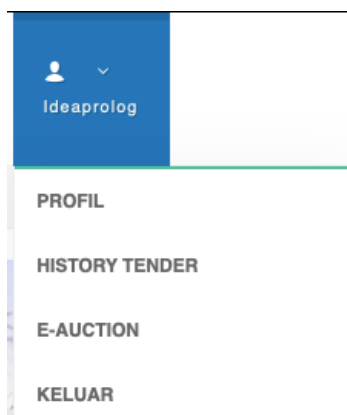 Ideaprolog
PROFIL
HISTORY TENDER
E-AUCTION
KELUAR